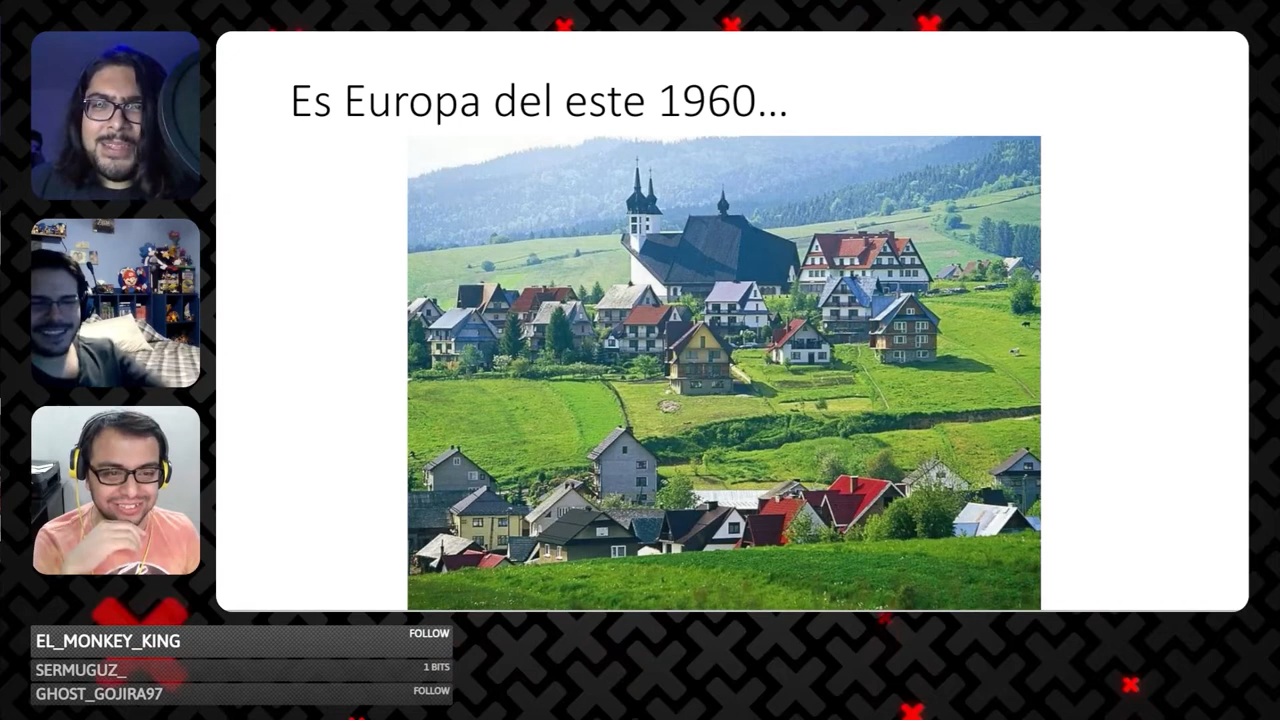 Es Europa del este 1960...
EL_MONKEY_KING FOLLOW
SERMUGUZ_ 1 BITS
GHOST_GOJIRA97 FOLLOW